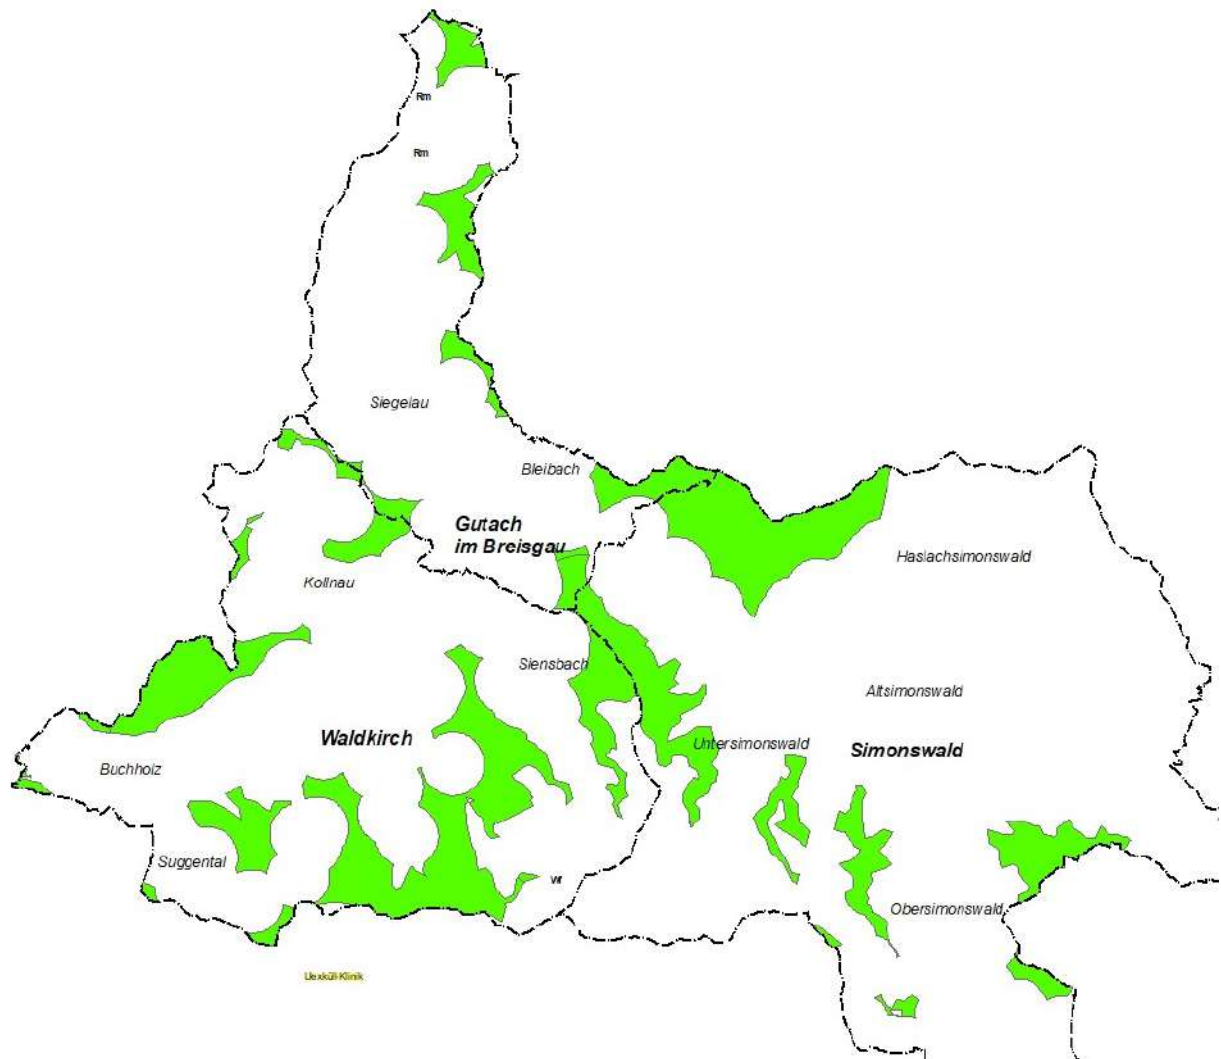 Rm
Rm
Siegelau
Bleibach
Gutach
im Breisgau
Haslachsimonswald
Kollnau
Siensbach
Altsimonswald
Waldkirch
Untersimonswald
Simonswald
Buchholz
Suggental
Wf
Obersimonswald
Uexküll-Klinik